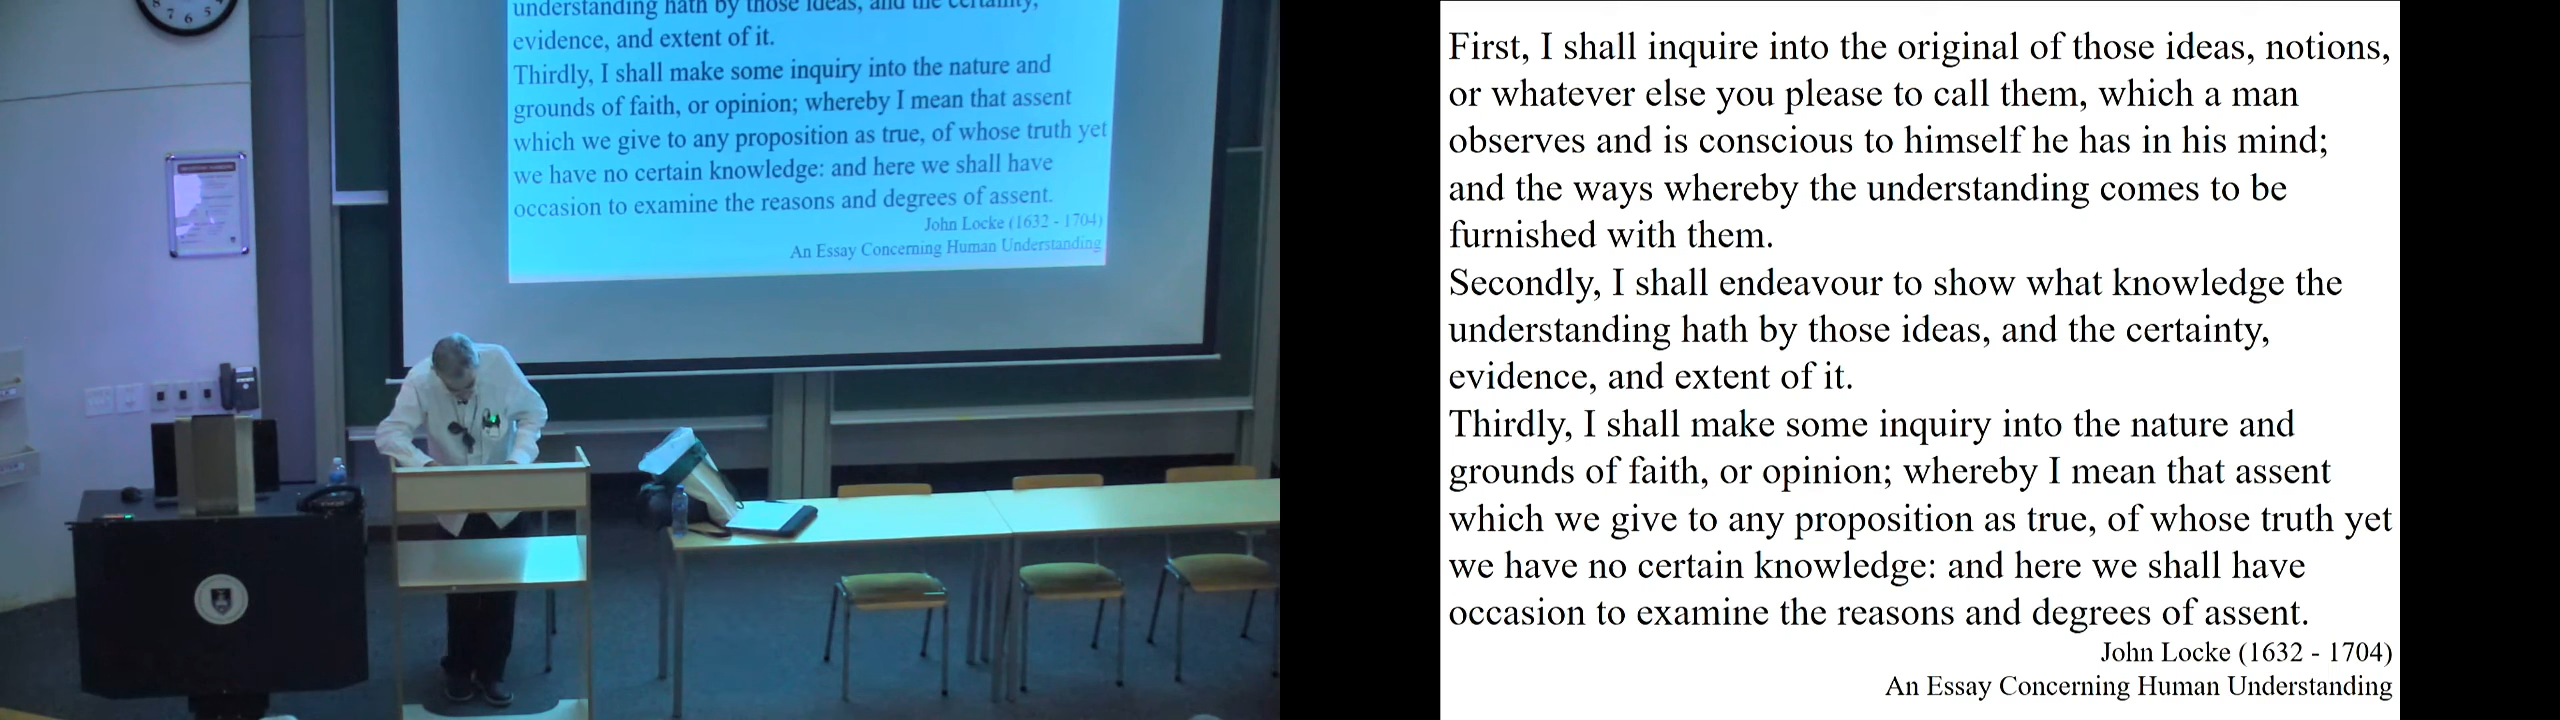 7 6 5
understanding hath by those ideas, and the certainty,
evidence, and extent of it.
Thirdly, I shall make some inquiry into the nature and
grounds of faith, or opinion; whereby I mean that assent
which we give to any proposition as true, of whose truth yet
we have no certain knowledge: and here we shall have
occasion to examine the reasons and degrees of assent.
John Locke (1632 - 1704)
An Essay Concerning Human Understanding
First, I shall inquire into the original of those ideas, notions,
or whatever else you please to call them, which a man
observes and is conscious to himself he has in his mind;
and the ways whereby the understanding comes to be
furnished with them.
Secondly, I shall endeavour to show what knowledge the
understanding hath by those ideas, and the certainty,
evidence, and extent of it.
Thirdly, I shall make some inquiry into the nature and
grounds of faith, or opinion; whereby I mean that assent
which we give to any proposition as true, of whose truth yet
we have no certain knowledge: and here we shall have
occasion to examine the reasons and degrees of assent.
John Locke (1632 - 1704)
An Essay Concerning Human Understanding